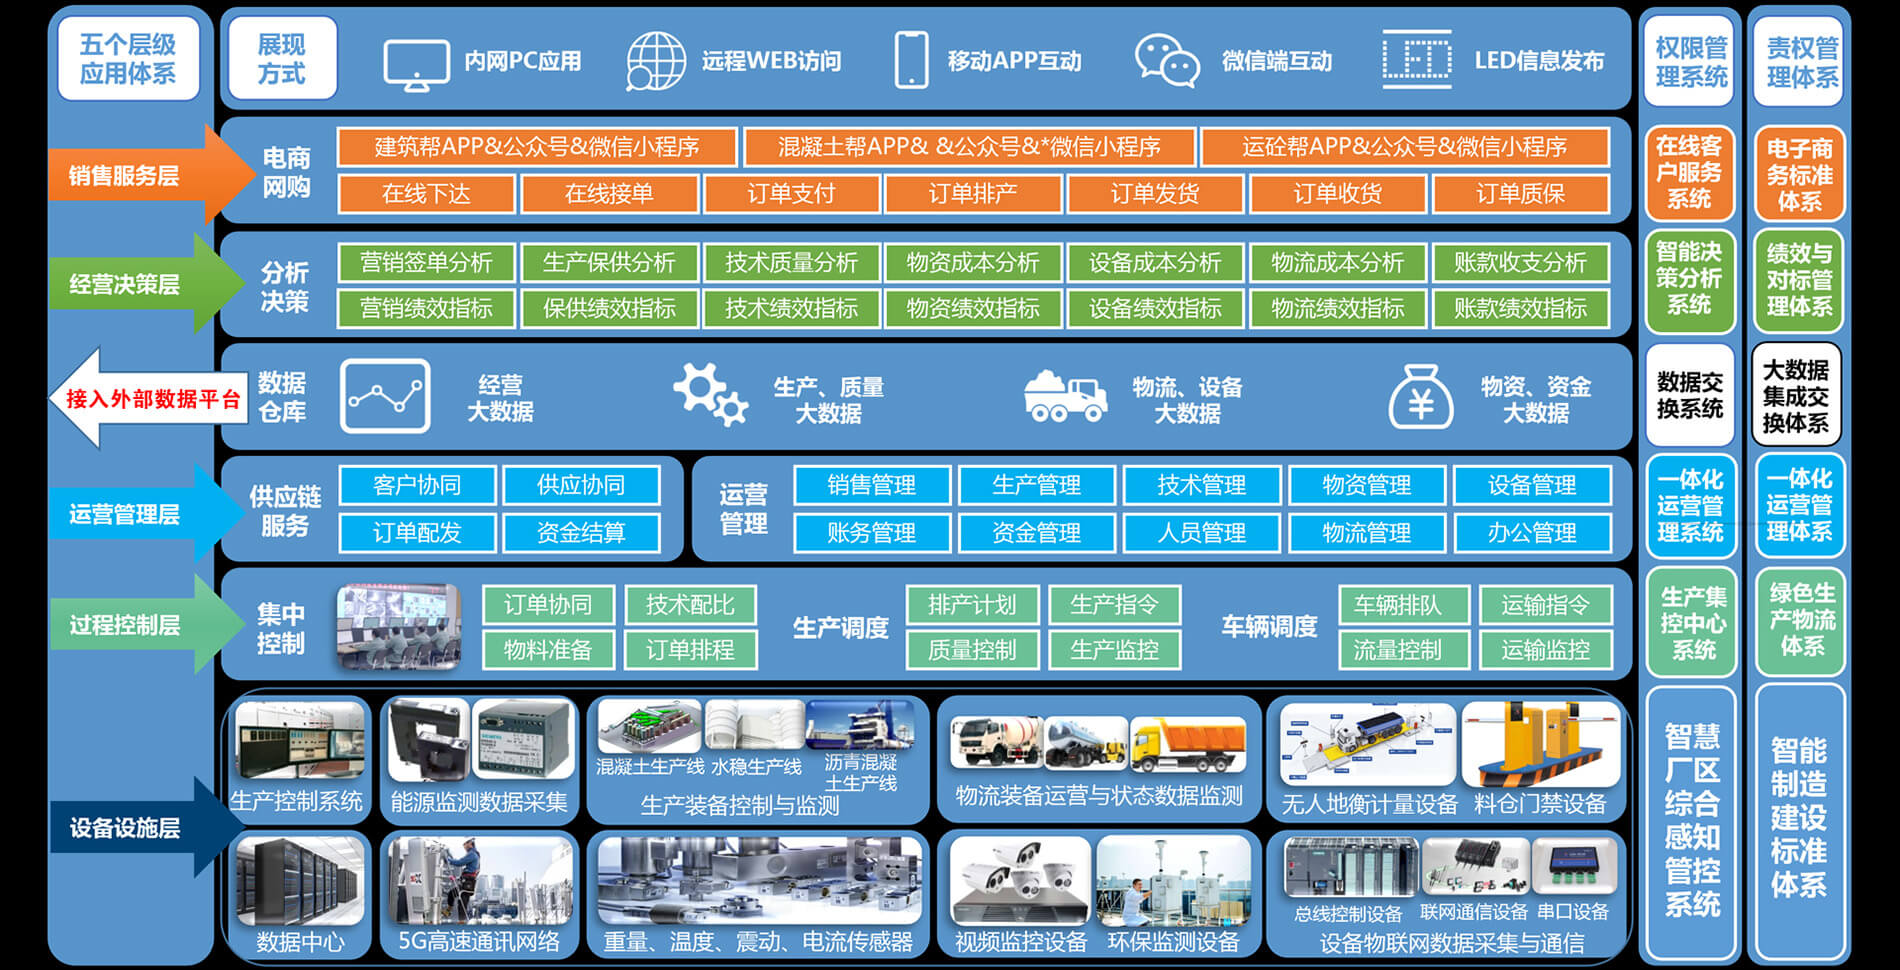 五个层级
应用体系
展现
方式
内网PC应用
远程WEB访问
移动APP互动
微信端互动
LED信息发布
权限管
理系统
责权管
理体系
销售服务层
电商
网购
建筑帮APP&公众号&微信小程序
混凝土帮APP& &公众号&*微信小程序
运砼帮APP&公众号&微信小程序
在线下达
在线接单
订单支付
订单排产
订单发货
订单收货
订单质保
在线客
户服务
系统
电子商
务标准
体系
经营决策层
分析
决策
营销签单分析
生产保供分析
技术质量分析
物资成本分析
设备成本分析
物流成本分析
账款收支分析
营销绩效指标
保供绩效指标
技术绩效指标
物资绩效指标
设备绩效指标
物流绩效指标
账款绩效指标
智能决
策分析
系统
绩效与
对标管
理体系
接入外部数据平台
数据
仓库
经营
大数据
生产、质量
大数据
物流、设备
大数据
物资、资金
大数据
数据交
换系统
大数据
集成交
换体系
运营管理层
供应链
服务
客户协同
供应协同
订单配发
资金结算
运营
管理
销售管理
生产管理
技术管理
物资管理
设备管理
账务管理
资金管理
人员管理
物流管理
办公管理
一体化
运营管
理系统
一体化
运营管
理体系
过程控制层
集中
控制
订单协同
技术配比
物料准备
订单排程
生产调度
排产计划
生产指令
质量控制
生产监控
车辆调度
车辆排队
运输指令
流量控制
运输监控
生产集
控中心
系统
绿色生
产物流
体系
设备设施层
生产控制系统
能源监测数据采集
混凝土生产线
水稳生产线
沥青混凝
土生产线
生产装备控制与监测
物流装备运营与状态数据监测
无人地衡计量设备
料仓门禁设备
数据中心
5G高速通讯网络
重量、温度、震动、电流传感器
视频监控设备
环保监测设备
总线控制设备
联网通信设备
串口设备
设备物联网数据采集与通信
智慧
厂区
综合
感知
管控
系统
智能
制造
建设
标准
体系